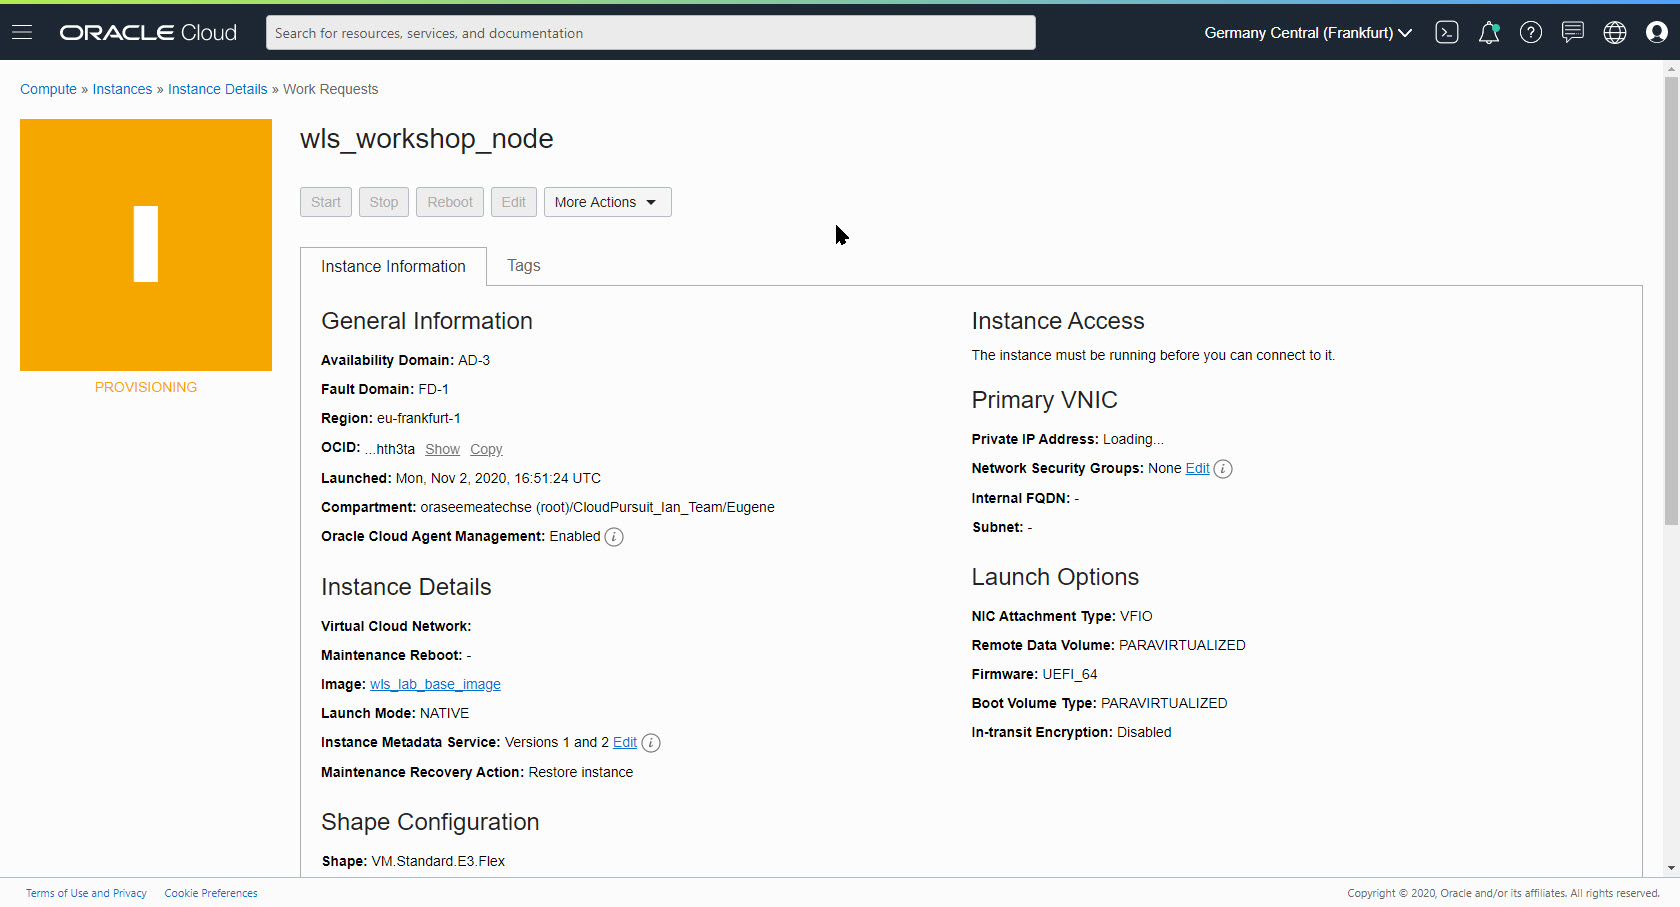 ORACLE Cloud
Search for resources, services, and documentation
Germany Central (Frankfurt)
Compute » Instances » Instance Details » Work Requests
I
PROVISIONING
wls_workshop_node
Start Stop Reboot Edit More Actions
Instance Information Tags
General Information
Availability Domain: AD-3
Fault Domain: FD-1
Region: eu-frankfurt-1
OCID: ...hth3ta Show Copy
Launched: Mon, Nov 2, 2020, 16:51:24 UTC
Compartment: oraseemeatechse (root)/CloudPursuit_Ian_Team/Eugene
Oracle Cloud Agent Management: Enabled i
Instance Details
Virtual Cloud Network:
Maintenance Reboot: -
Image: wls_lab_base_image
Launch Mode: NATIVE
Instance Metadata Service: Versions 1 and 2 Edit i
Maintenance Recovery Action: Restore instance
Shape Configuration
Shape: VM.Standard.E3.Flex
Instance Access
The instance must be running before you can connect to it.
Primary VNIC
Private IP Address: Loading...
Network Security Groups: None Edit i
Internal FQDN: -
Subnet: -
Launch Options
NIC Attachment Type: VFIO
Remote Data Volume: PARAVIRTUALIZED
Firmware: UEFI_64
Boot Volume Type: PARAVIRTUALIZED
In-transit Encryption: Disabled
Terms of Use and Privacy Cookie Preferences
Copyright © 2020, Oracle and/or its affiliates. All rights reserved.